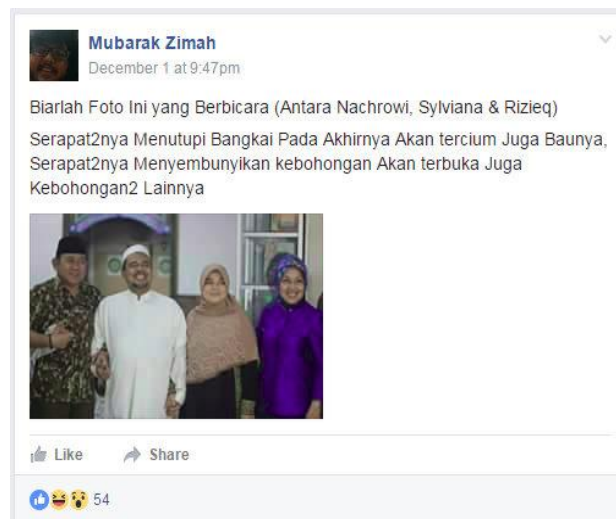 Mubarak Zimah
December 1 at 9:47pm
Biarlah Foto Ini yang Berbicara (Antara Nachrowi, Sylviana & Rizieq)
Serapat2nya Menutupi Bangkai Pada Akhirnya Akan tercium Juga Baunya,
Serapat2nya Menyembunyikan kebohongan Akan terbuka Juga
Kebohongan2 Lainnya
Like Share
54